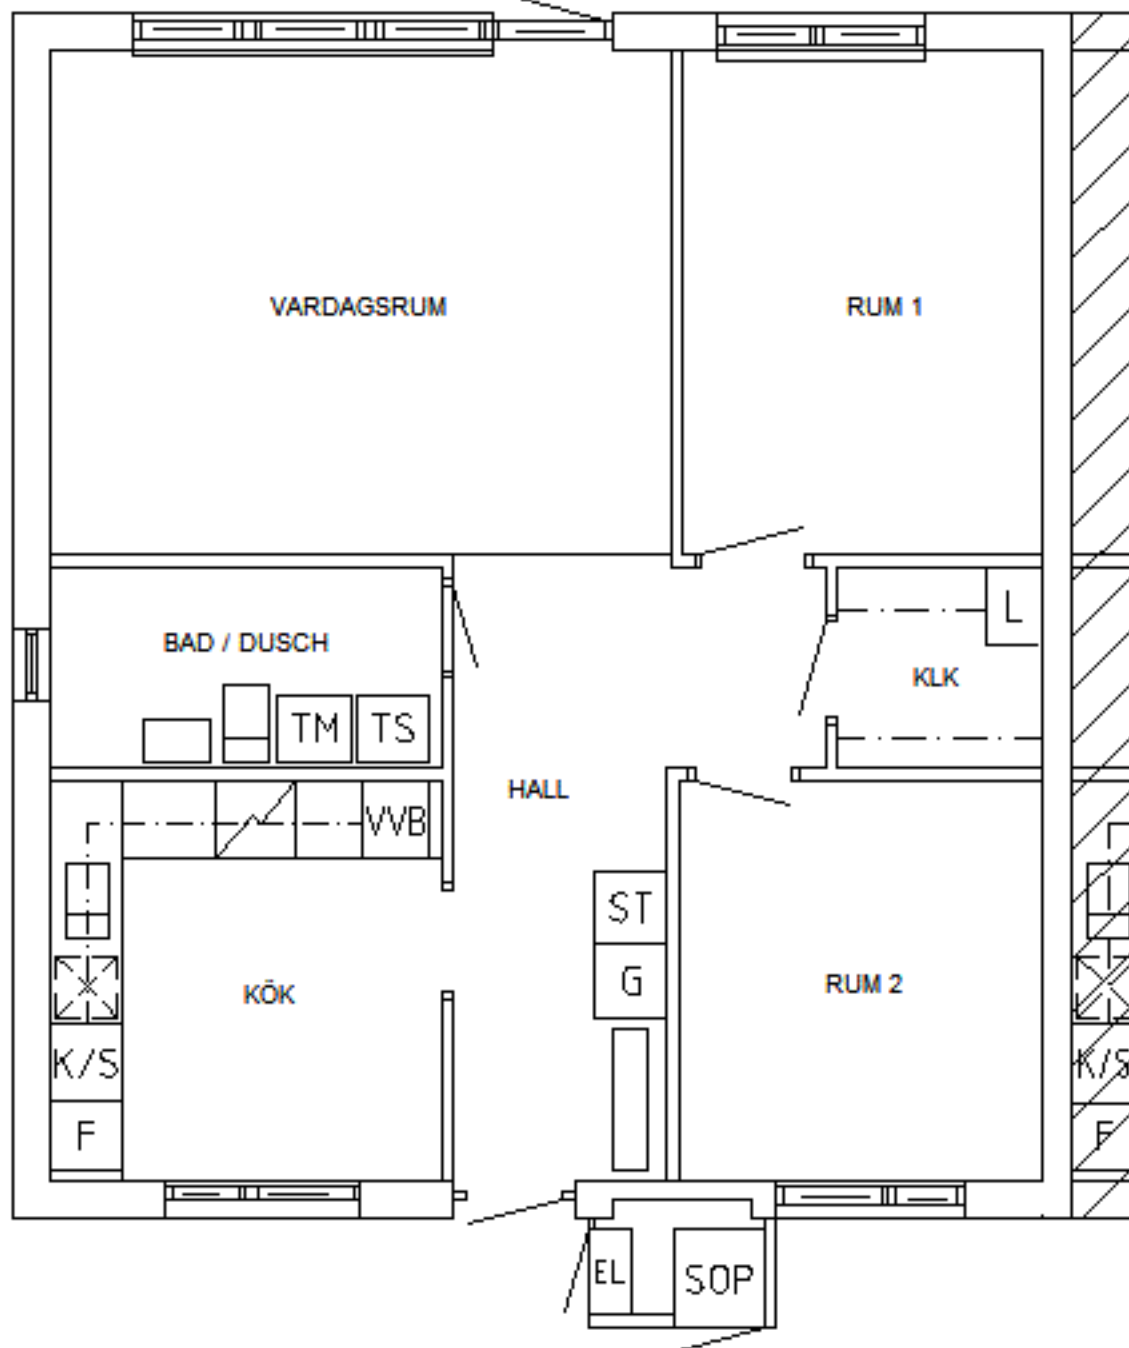 VARDAGSRUM
RUM 1
BAD / DUSCH
L
KLK
TM
TS
HALL
VVB
ST
G
KÖK
RUM 2
K/S
K/S
F
F
EL
SOP